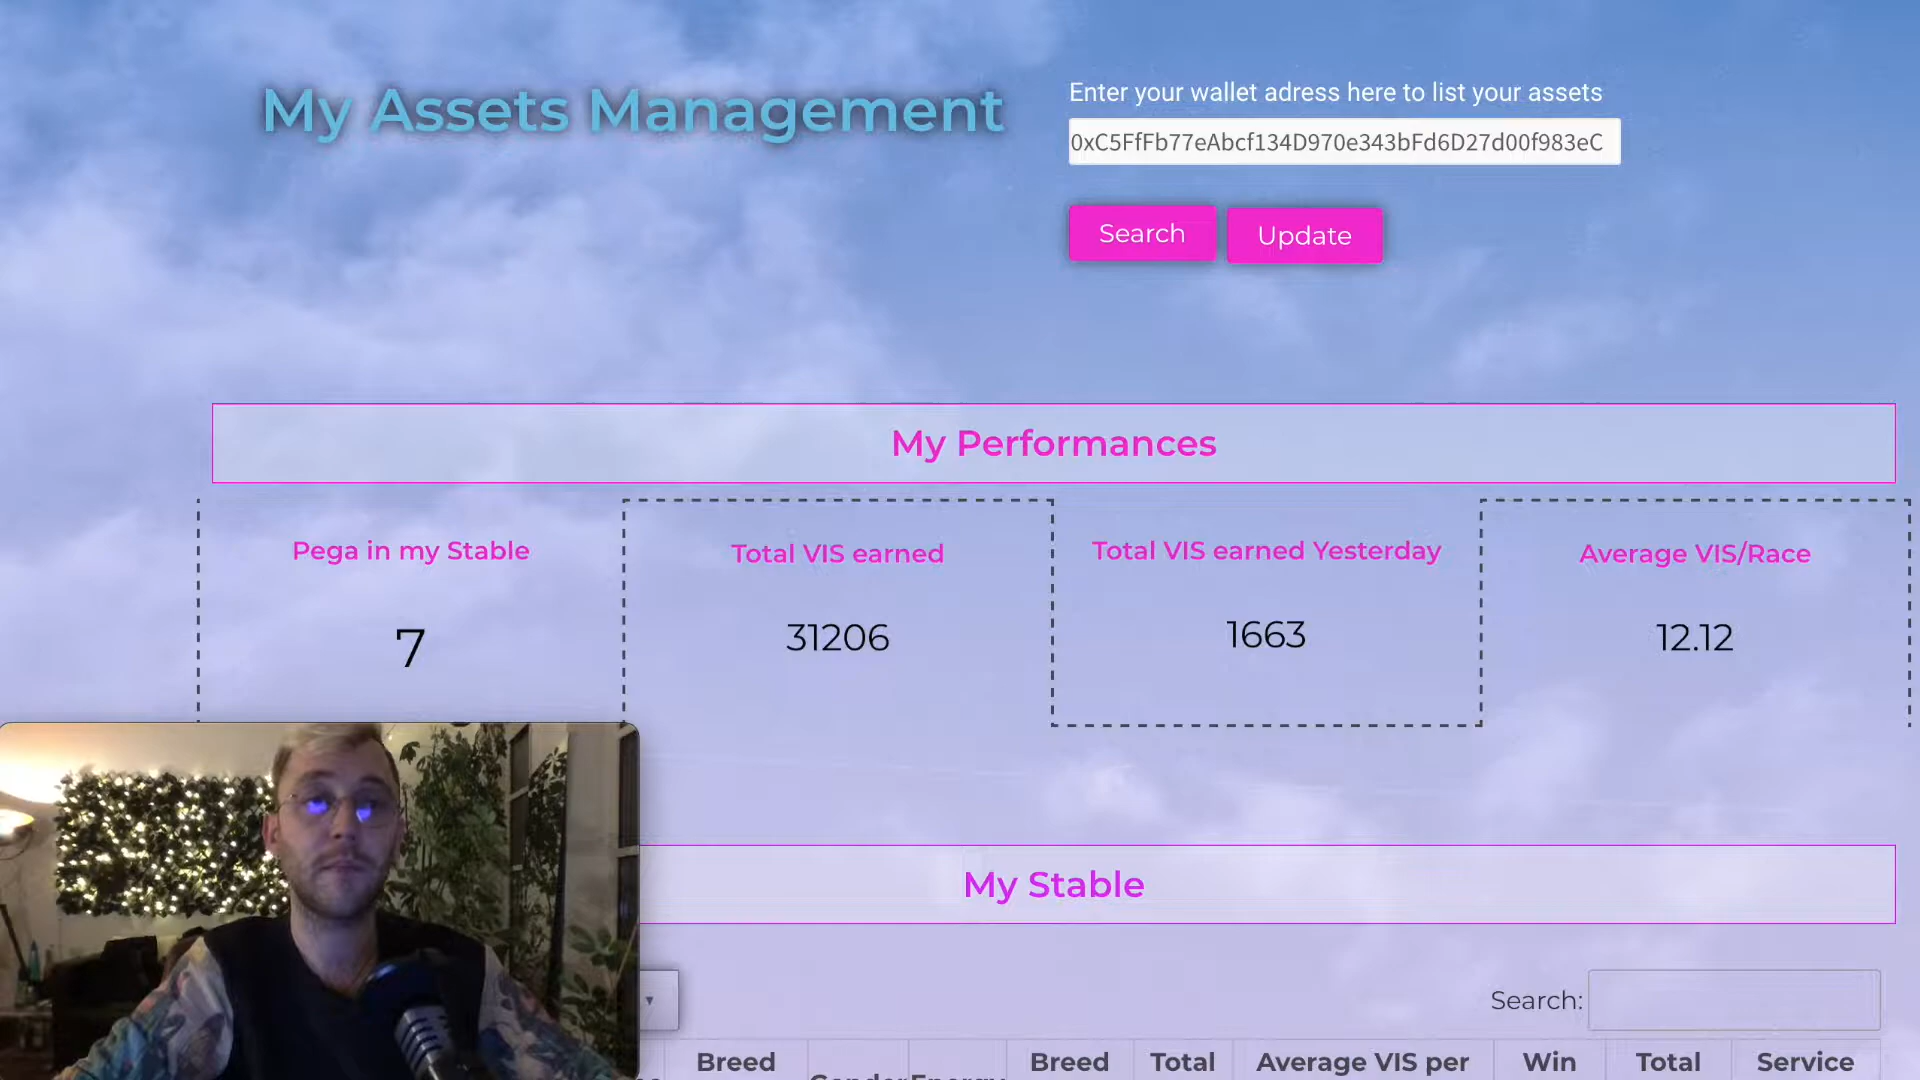 My Assets Management
Enter your wallet adress here to list your assets
0xC5FfFb77eAbcf134D970e343bFd6D27d00f983eC
Search
Update
My Performances
Pega in my Stable
Total VIS earned
Total VIS earned Yesterday
Average VIS/Race
7
31206
1663
12.12
My Stable
Search:
Breed
Breed
Total
Average VIS per
Win
Total
Service